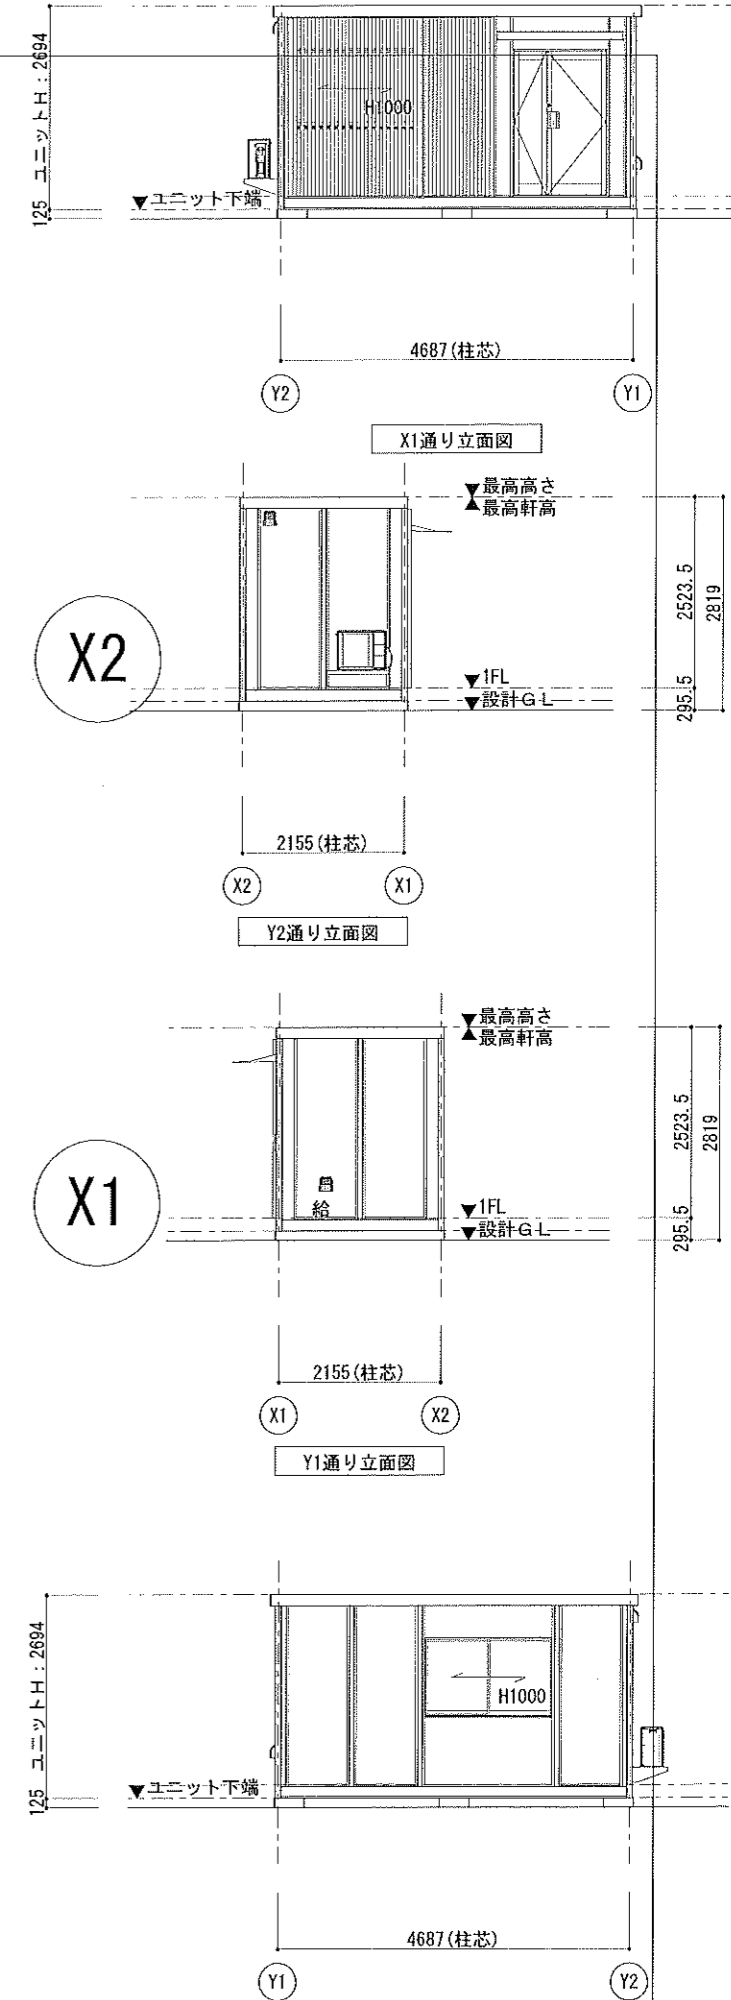 ユニットH：2694
125
H1000
▼ユニット下端
4687(柱芯)
Y2
Y1
X1通り立面図
▼最高高さ
▲最高軒高
2523.5
2819
X2
▼1FL
▼設計GL
295.5
2155(柱芯)
X2
X1
Y2通り立面図
▼最高高さ
▲最高軒高
2523.5
2819
X1
給
▼1FL
▼設計GL
295.5
2155(柱芯)
X1
X2
Y1通り立面図
ユニットH：2694
125
H1000
▼ユニット下端
4687(柱芯)
Y1
Y2